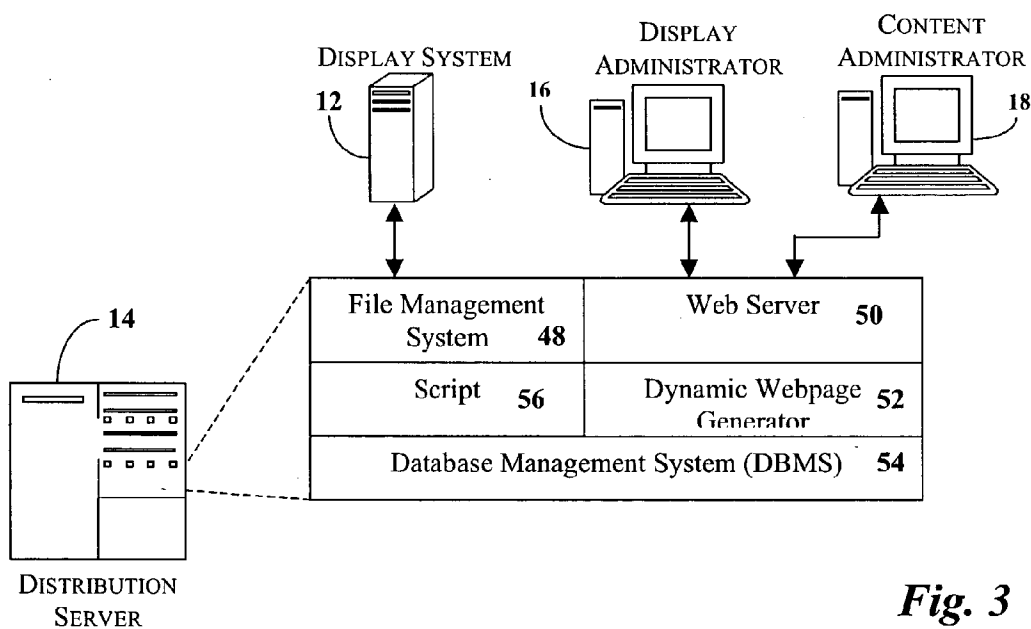 DISPLAY SYSTEM
12
DISPLAY
ADMINISTRATOR
16
CONTENT
ADMINISTRATOR
18
14
File Management
System 48
Web Server 50
Script 56
Dynamic Webpage 52
Generator
Database Management System (DBMS) 54
DISTRIBUTION
SERVER
Fig. 3